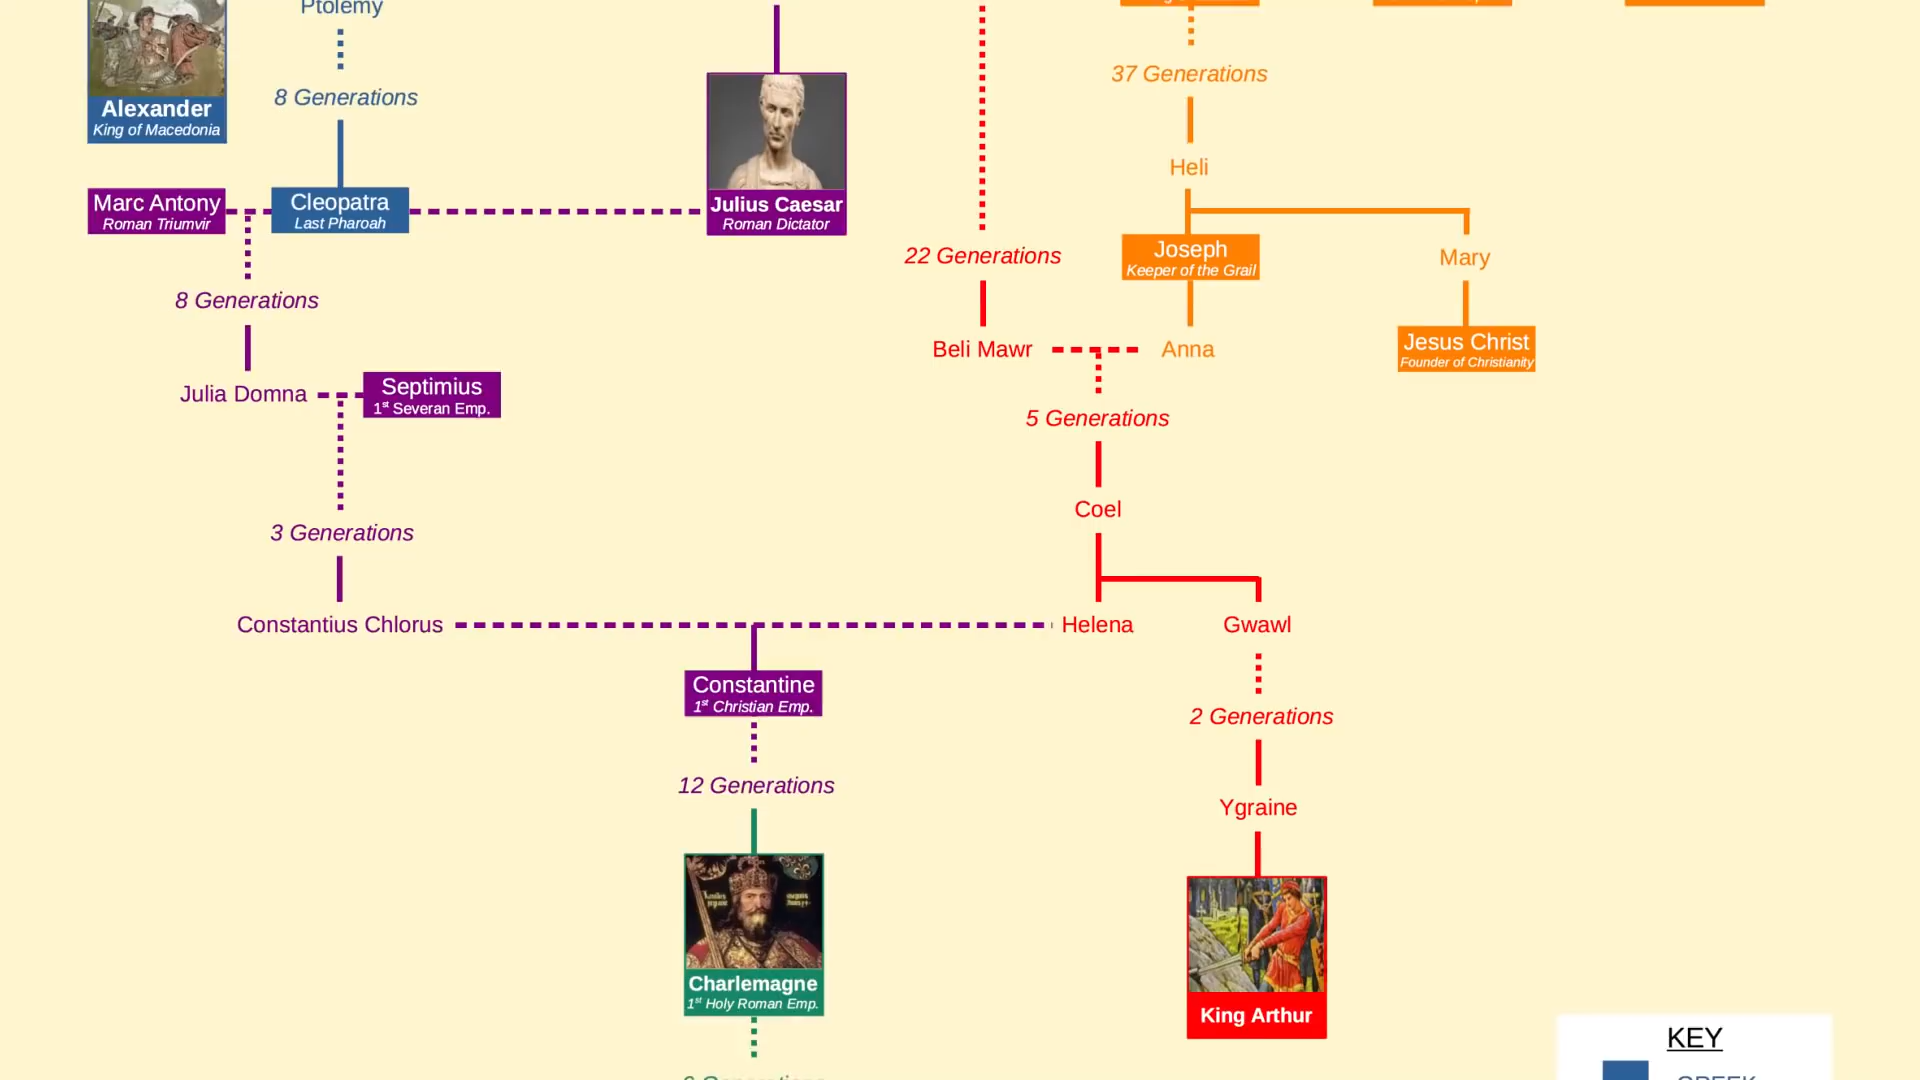 Ptolemy
37 Generations
8 Generations
Alexander
King of Macedonia
Heli
Marc Antony
Roman Triumvir
Cleopatra
Last Pharoah
Julius Caesar
Roman Dictator
22 Generations
Joseph
Keeper of the Grail
Mary
8 Generations
Beli Mawr
Anna
Jesus Christ
Founder of Christianity
Julia Domna
Septimius
1st Severan Emp.
5 Generations
Coel
3 Generations
Constantius Chlorus
Helena
Gwawl
Constantine
1st Christian Emp.
2 Generations
12 Generations
Ygraine
Charlemagne
1st Holy Roman Emp.
King Arthur
KEY
GREEK